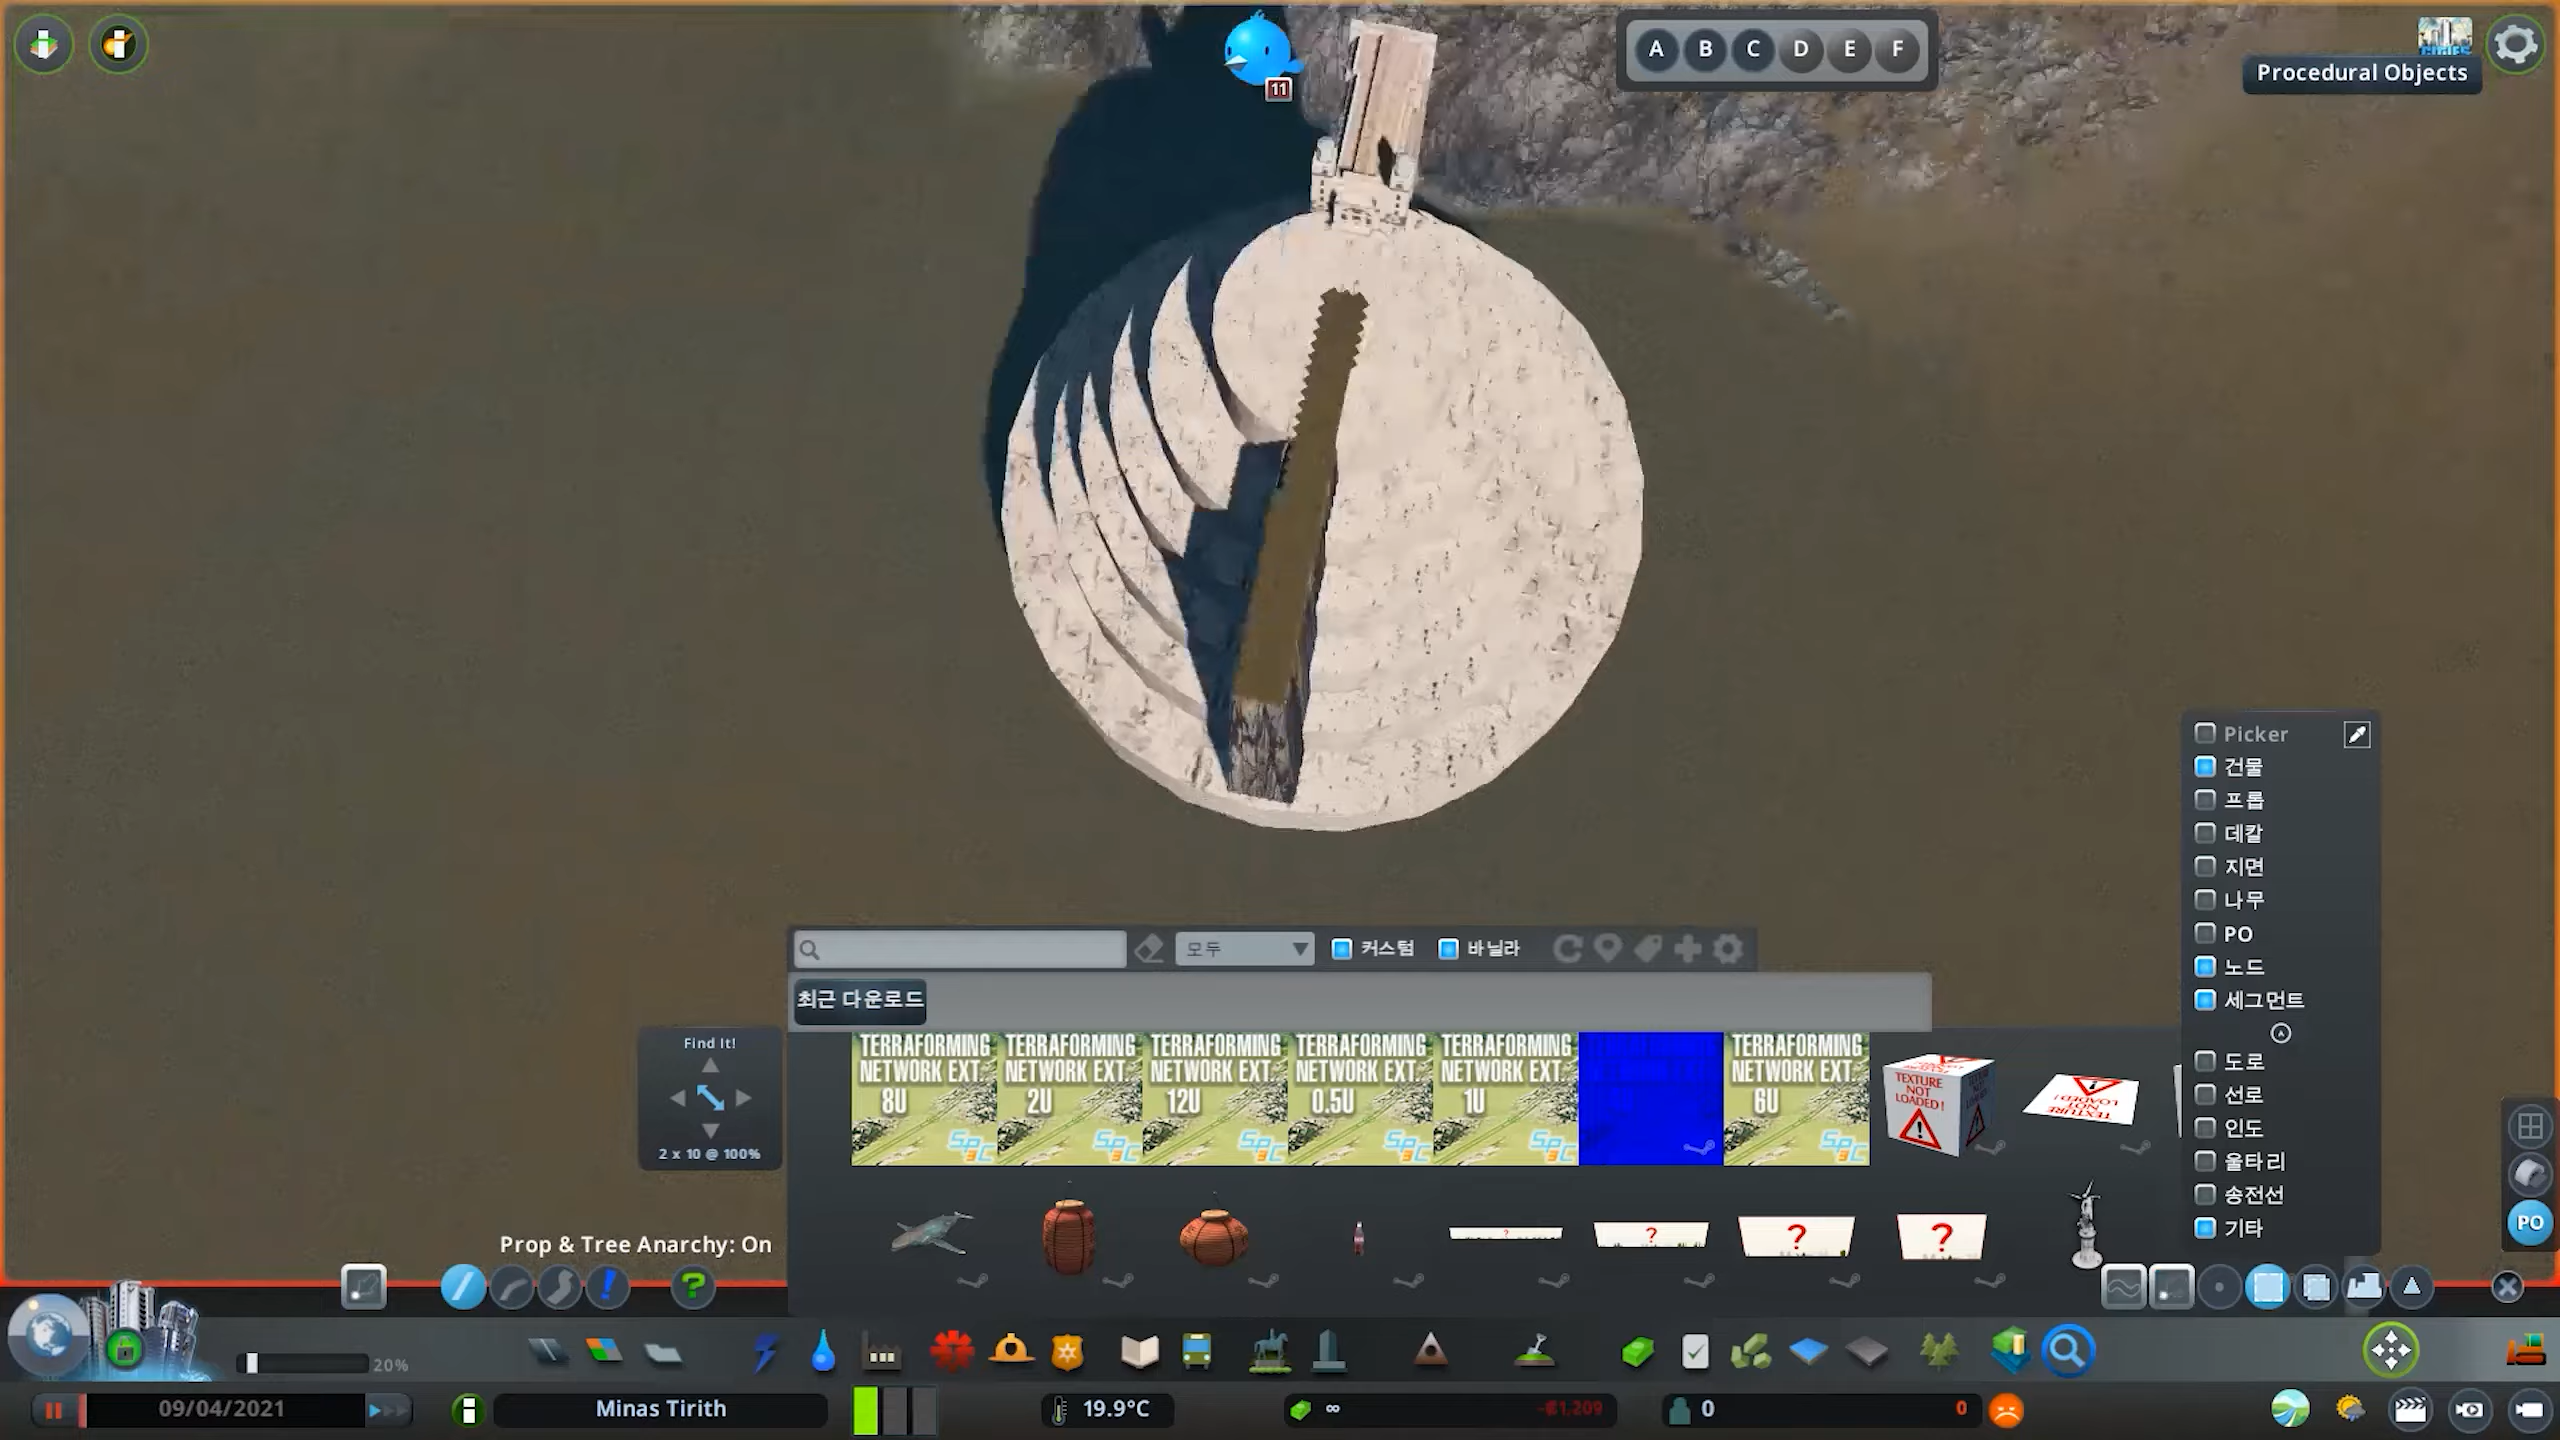 11
A B C D E F
CITIES
Procedural Objects
Picker
건물
프롭
데칼
지면
나무
PO
노드
세그먼트
도로
선로
인도
울타리
송전선
기타
모두
커스텀
바닐라
최근 다운로드
Find It!
2 x 10 @ 100%
TERRAFORMING
NETWORK EXT.
8U
TERRAFORMING
NETWORK EXT.
2U
TERRAFORMING
NETWORK EXT.
12U
TERRAFORMING
NETWORK EXT.
0.5U
TERRAFORMING
NETWORK EXT.
1U
TERRAFORMING
NETWORK EXT.
6U
TEXTURE
NOT
LOADED!
? ? ? ?
PO
Prop & Tree Anarchy: On
20%
09/04/2021
Minas Tirith
19.9°C
∞
-₡1,209
0
0